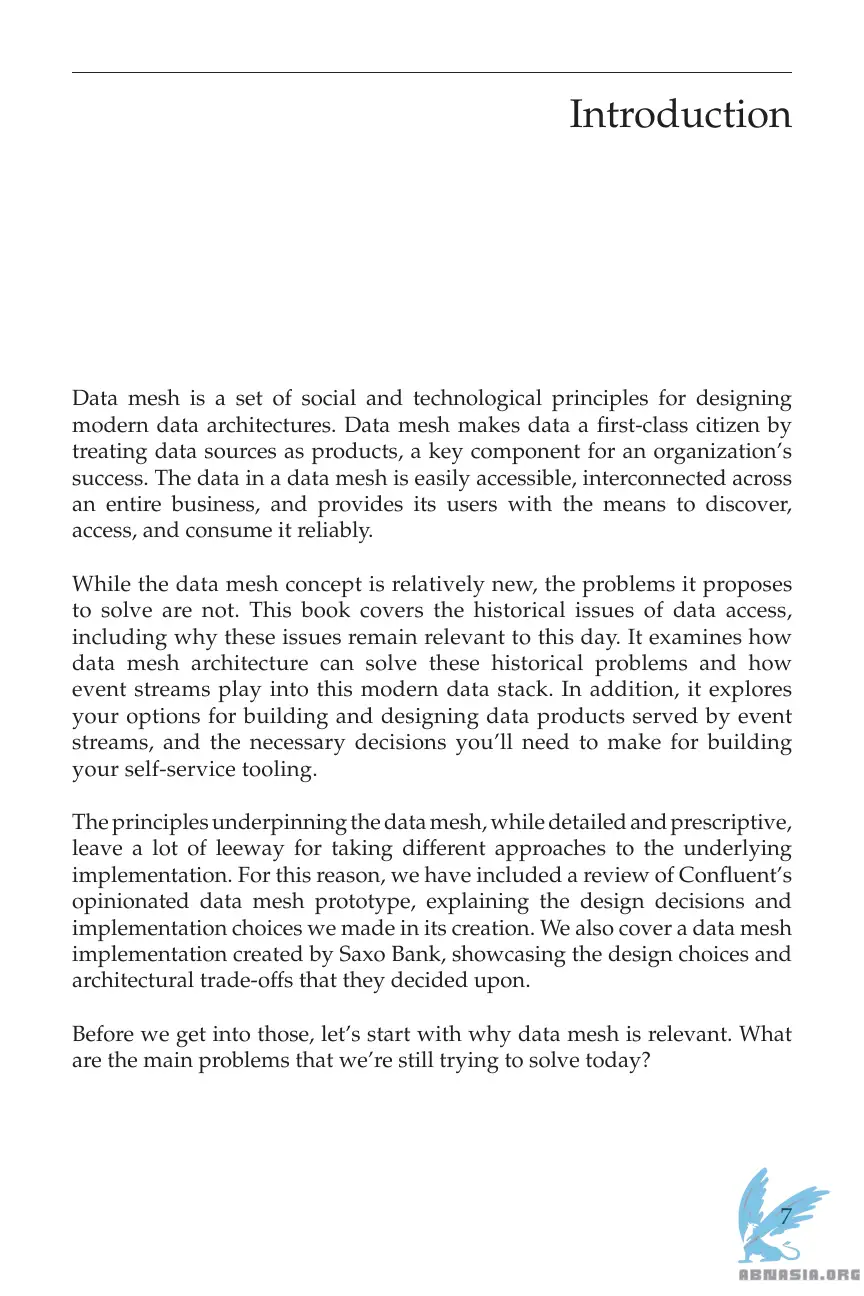 Introduction
Data mesh is a set of social and technological principles for designing
modern data architectures. Data mesh makes data a first-class citizen by
treating data sources as products, a key component for an organization’s
success. The data in a data mesh is easily accessible, interconnected across
an entire business, and provides its users with the means to discover,
access, and consume it reliably.
While the data mesh concept is relatively new, the problems it proposes
to solve are not. This book covers the historical issues of data access,
including why these issues remain relevant to this day. It examines how
data mesh architecture can solve these historical problems and how
event streams play into this modern data stack. In addition, it explores
your options for building and designing data products served by event
streams, and the necessary decisions you’ll need to make for building
your self-service tooling.
The principles underpinning the data mesh, while detailed and prescriptive,
leave a lot of leeway for taking different approaches to the underlying
implementation. For this reason, we have included a review of Confluent’s
opinionated data mesh prototype, explaining the design decisions and
implementation choices we made in its creation. We also cover a data mesh
implementation created by Saxo Bank, showcasing the design choices and
architectural trade-offs that they decided upon.
Before we get into those, let’s start with why data mesh is relevant. What
are the main problems that we’re still trying to solve today?
7
ABNASIA.ORG